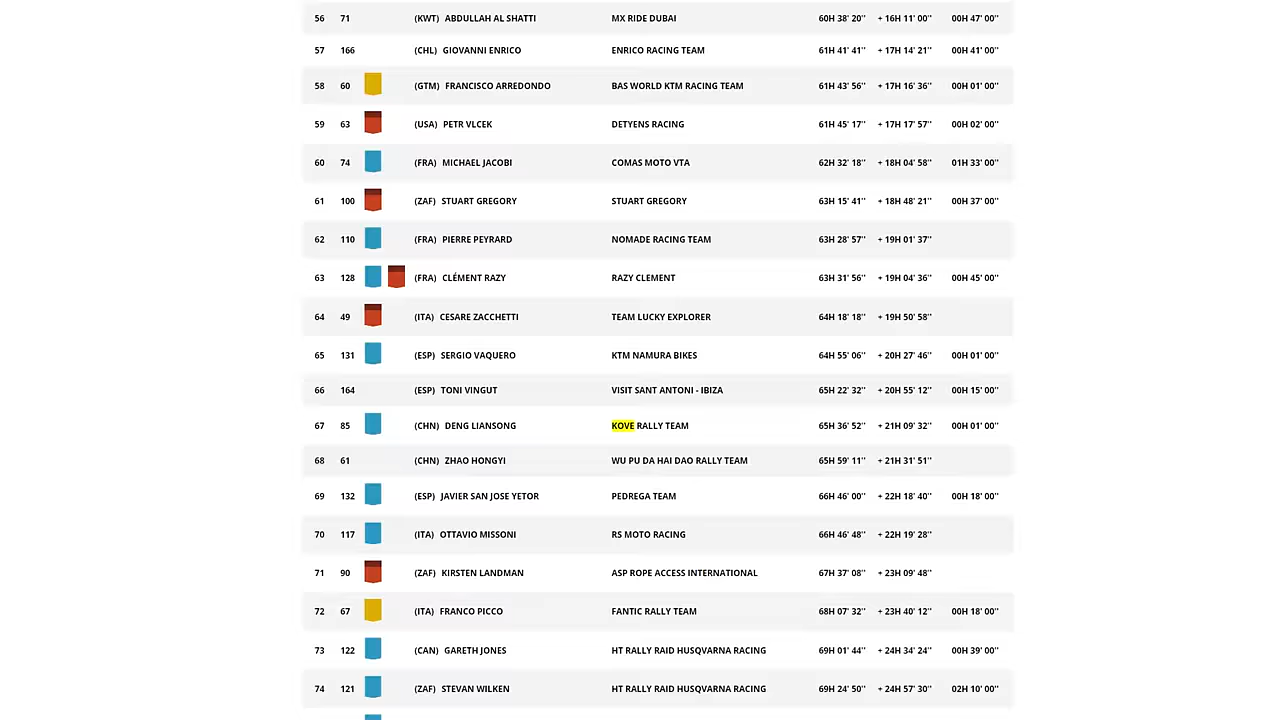 56 71 (KWT) ABDULLAH AL SHATTI MX RIDE DUBAI 60H 38' 20'' + 16H 11' 00'' 00H 47' 00''
57 166 (CHL) GIOVANNI ENRICO ENRICO RACING TEAM 61H 41' 41'' + 17H 14' 21'' 00H 41' 00''
58 60 (GTM) FRANCISCO ARREDONDO BAS WORLD KTM RACING TEAM 61H 43' 56'' + 17H 16' 36'' 00H 01' 00''
59 63 (USA) PETR VLCEK DETYENS RACING 61H 45' 17'' + 17H 17' 57'' 00H 02' 00''
60 74 (FRA) MICHAEL JACOBI COMAS MOTO VTA 62H 32' 18'' + 18H 04' 58'' 01H 33' 00''
61 100 (ZAF) STUART GREGORY STUART GREGORY 63H 15' 41'' + 18H 48' 21'' 00H 37' 00''
62 110 (FRA) PIERRE PEYRARD NOMADE RACING TEAM 63H 28' 57'' + 19H 01' 37''
63 128 (FRA) CLÉMENT RAZY RAZY CLEMENT 63H 31' 56'' + 19H 04' 36'' 00H 45' 00''
64 49 (ITA) CESARE ZACCHETTI TEAM LUCKY EXPLORER 64H 18' 18'' + 19H 50' 58''
65 131 (ESP) SERGIO VAQUERO KTM NAMURA BIKES 64H 55' 06'' + 20H 27' 46'' 00H 01' 00''
66 164 (ESP) TONI VINGUT VISIT SANT ANTONI - IBIZA 65H 22' 32'' + 20H 55' 12'' 00H 15' 00''
67 85 (CHN) DENG LIANSONG KOVE RALLY TEAM 65H 36' 52'' + 21H 09' 32'' 00H 01' 00''
68 61 (CHN) ZHAO HONGYI WU PU DA HAI DAO RALLY TEAM 65H 59' 11'' + 21H 31' 51''
69 132 (ESP) JAVIER SAN JOSE YETOR PEDREGA TEAM 66H 46' 00'' + 22H 18' 40'' 00H 18' 00''
70 117 (ITA) OTTAVIO MISSONI RS MOTO RACING 66H 46' 48'' + 22H 19' 28''
71 90 (ZAF) KIRSTEN LANDMAN ASP ROPE ACCESS INTERNATIONAL 67H 37' 08'' + 23H 09' 48''
72 67 (ITA) FRANCO PICCO FANTIC RALLY TEAM 68H 07' 32'' + 23H 40' 12'' 00H 18' 00''
73 122 (CAN) GARETH JONES HT RALLY RAID HUSQVARNA RACING 69H 01' 44'' + 24H 34' 24'' 00H 39' 00''
74 121 (ZAF) STEVAN WILKEN HT RALLY RAID HUSQVARNA RACING 69H 24' 50'' + 24H 57' 30'' 02H 10' 00''